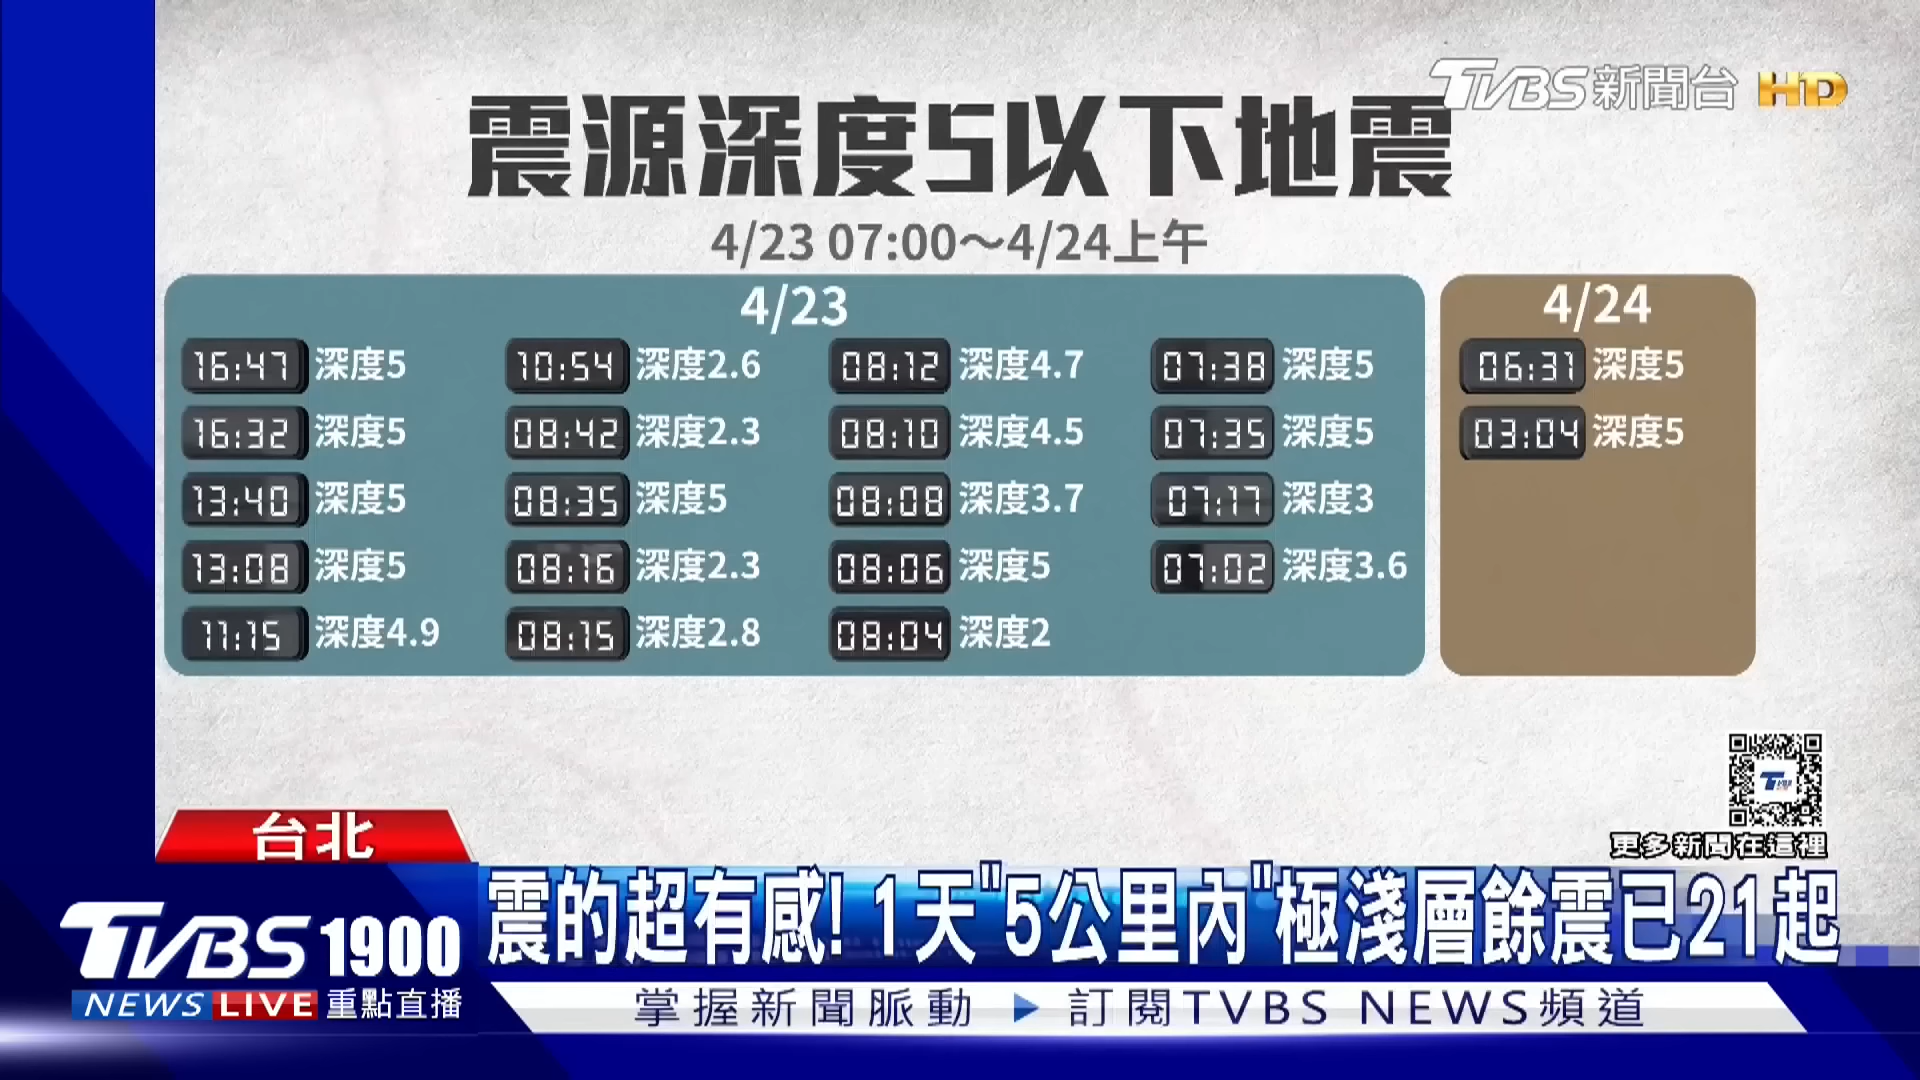 TVBS新聞台 HD
震源深度5以下地震
4/23 07:00～4/24上午
4/23
16:47 深度5
16:32 深度5
13:40 深度5
13:08 深度5
11:15 深度4.9
10:54 深度2.6
08:42 深度2.3
08:35 深度5
08:16 深度2.3
08:15 深度2.8
08:12 深度4.7
08:10 深度4.5
08:08 深度3.7
08:06 深度5
08:04 深度2
07:38 深度5
07:35 深度5
07:17 深度3
07:02 深度3.6
4/24
06:31 深度5
03:04 深度5
TVBS
更多新聞在這裡
台北
震的超有感! 1天"5公里內"極淺層餘震已21起
TVBS 1900
NEWS LIVE 重點直播
掌握新聞脈動 ▶ 訂閱TVBS NEWS頻道